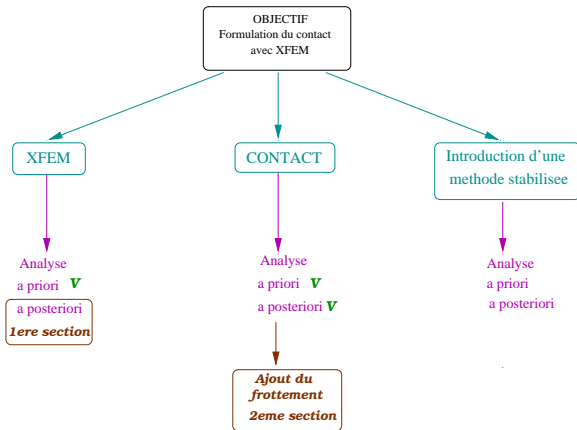 OBJECTIF
Formulation du contact
avec XFEM
XFEM
CONTACT
Introduction d'une
methode stabilisee
Analyse
a priori v
a posteriori
1ere section
Analyse
a priori v
a posteriori v
Analyse
a priori
a posteriori
Ajout du
frottement
2eme section